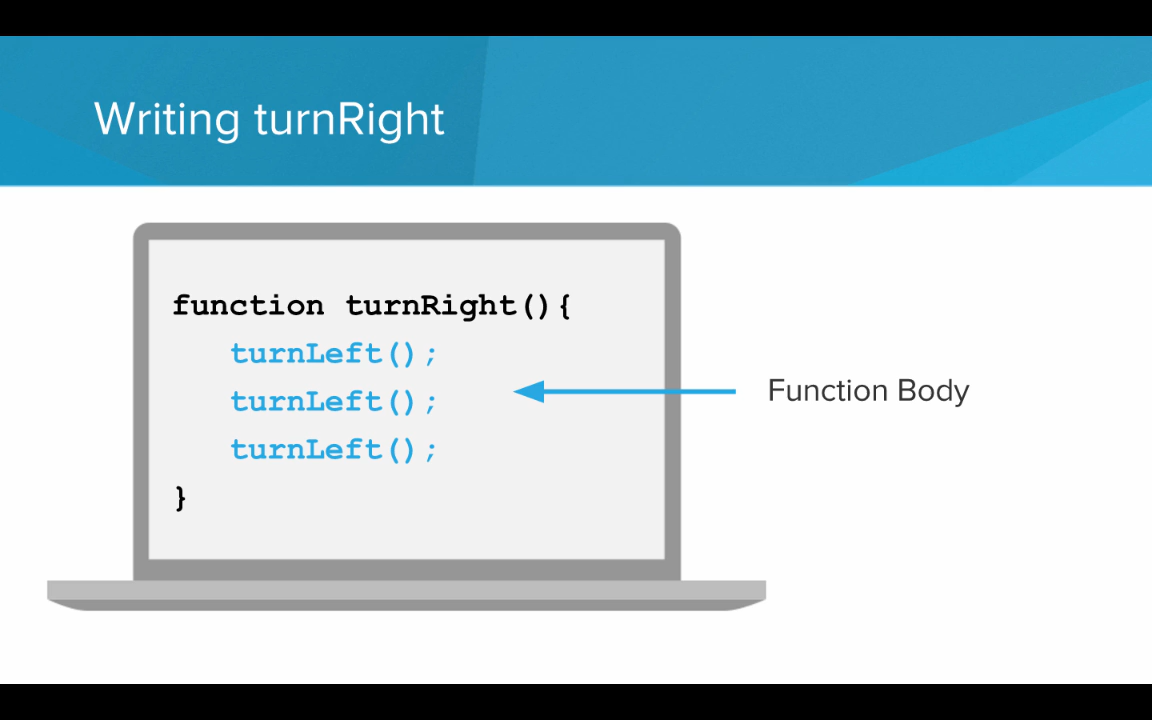 Writing turnRight
function turnRight(){
turnLeft();
turnLeft();
turnLeft();
}
Function Body